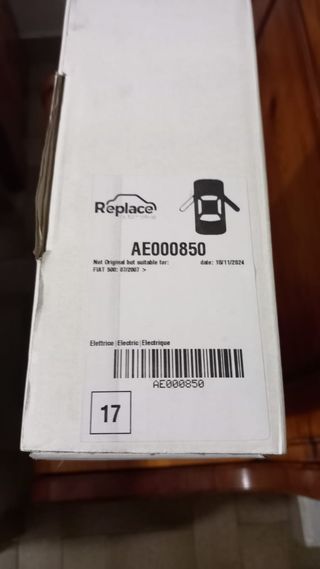 Replace
AE000850
Not Original but suitable for: date: 18/11/2024
FIAT 500: 07/2007 >
Elettrico|Electric|Electrique
AE000850
17